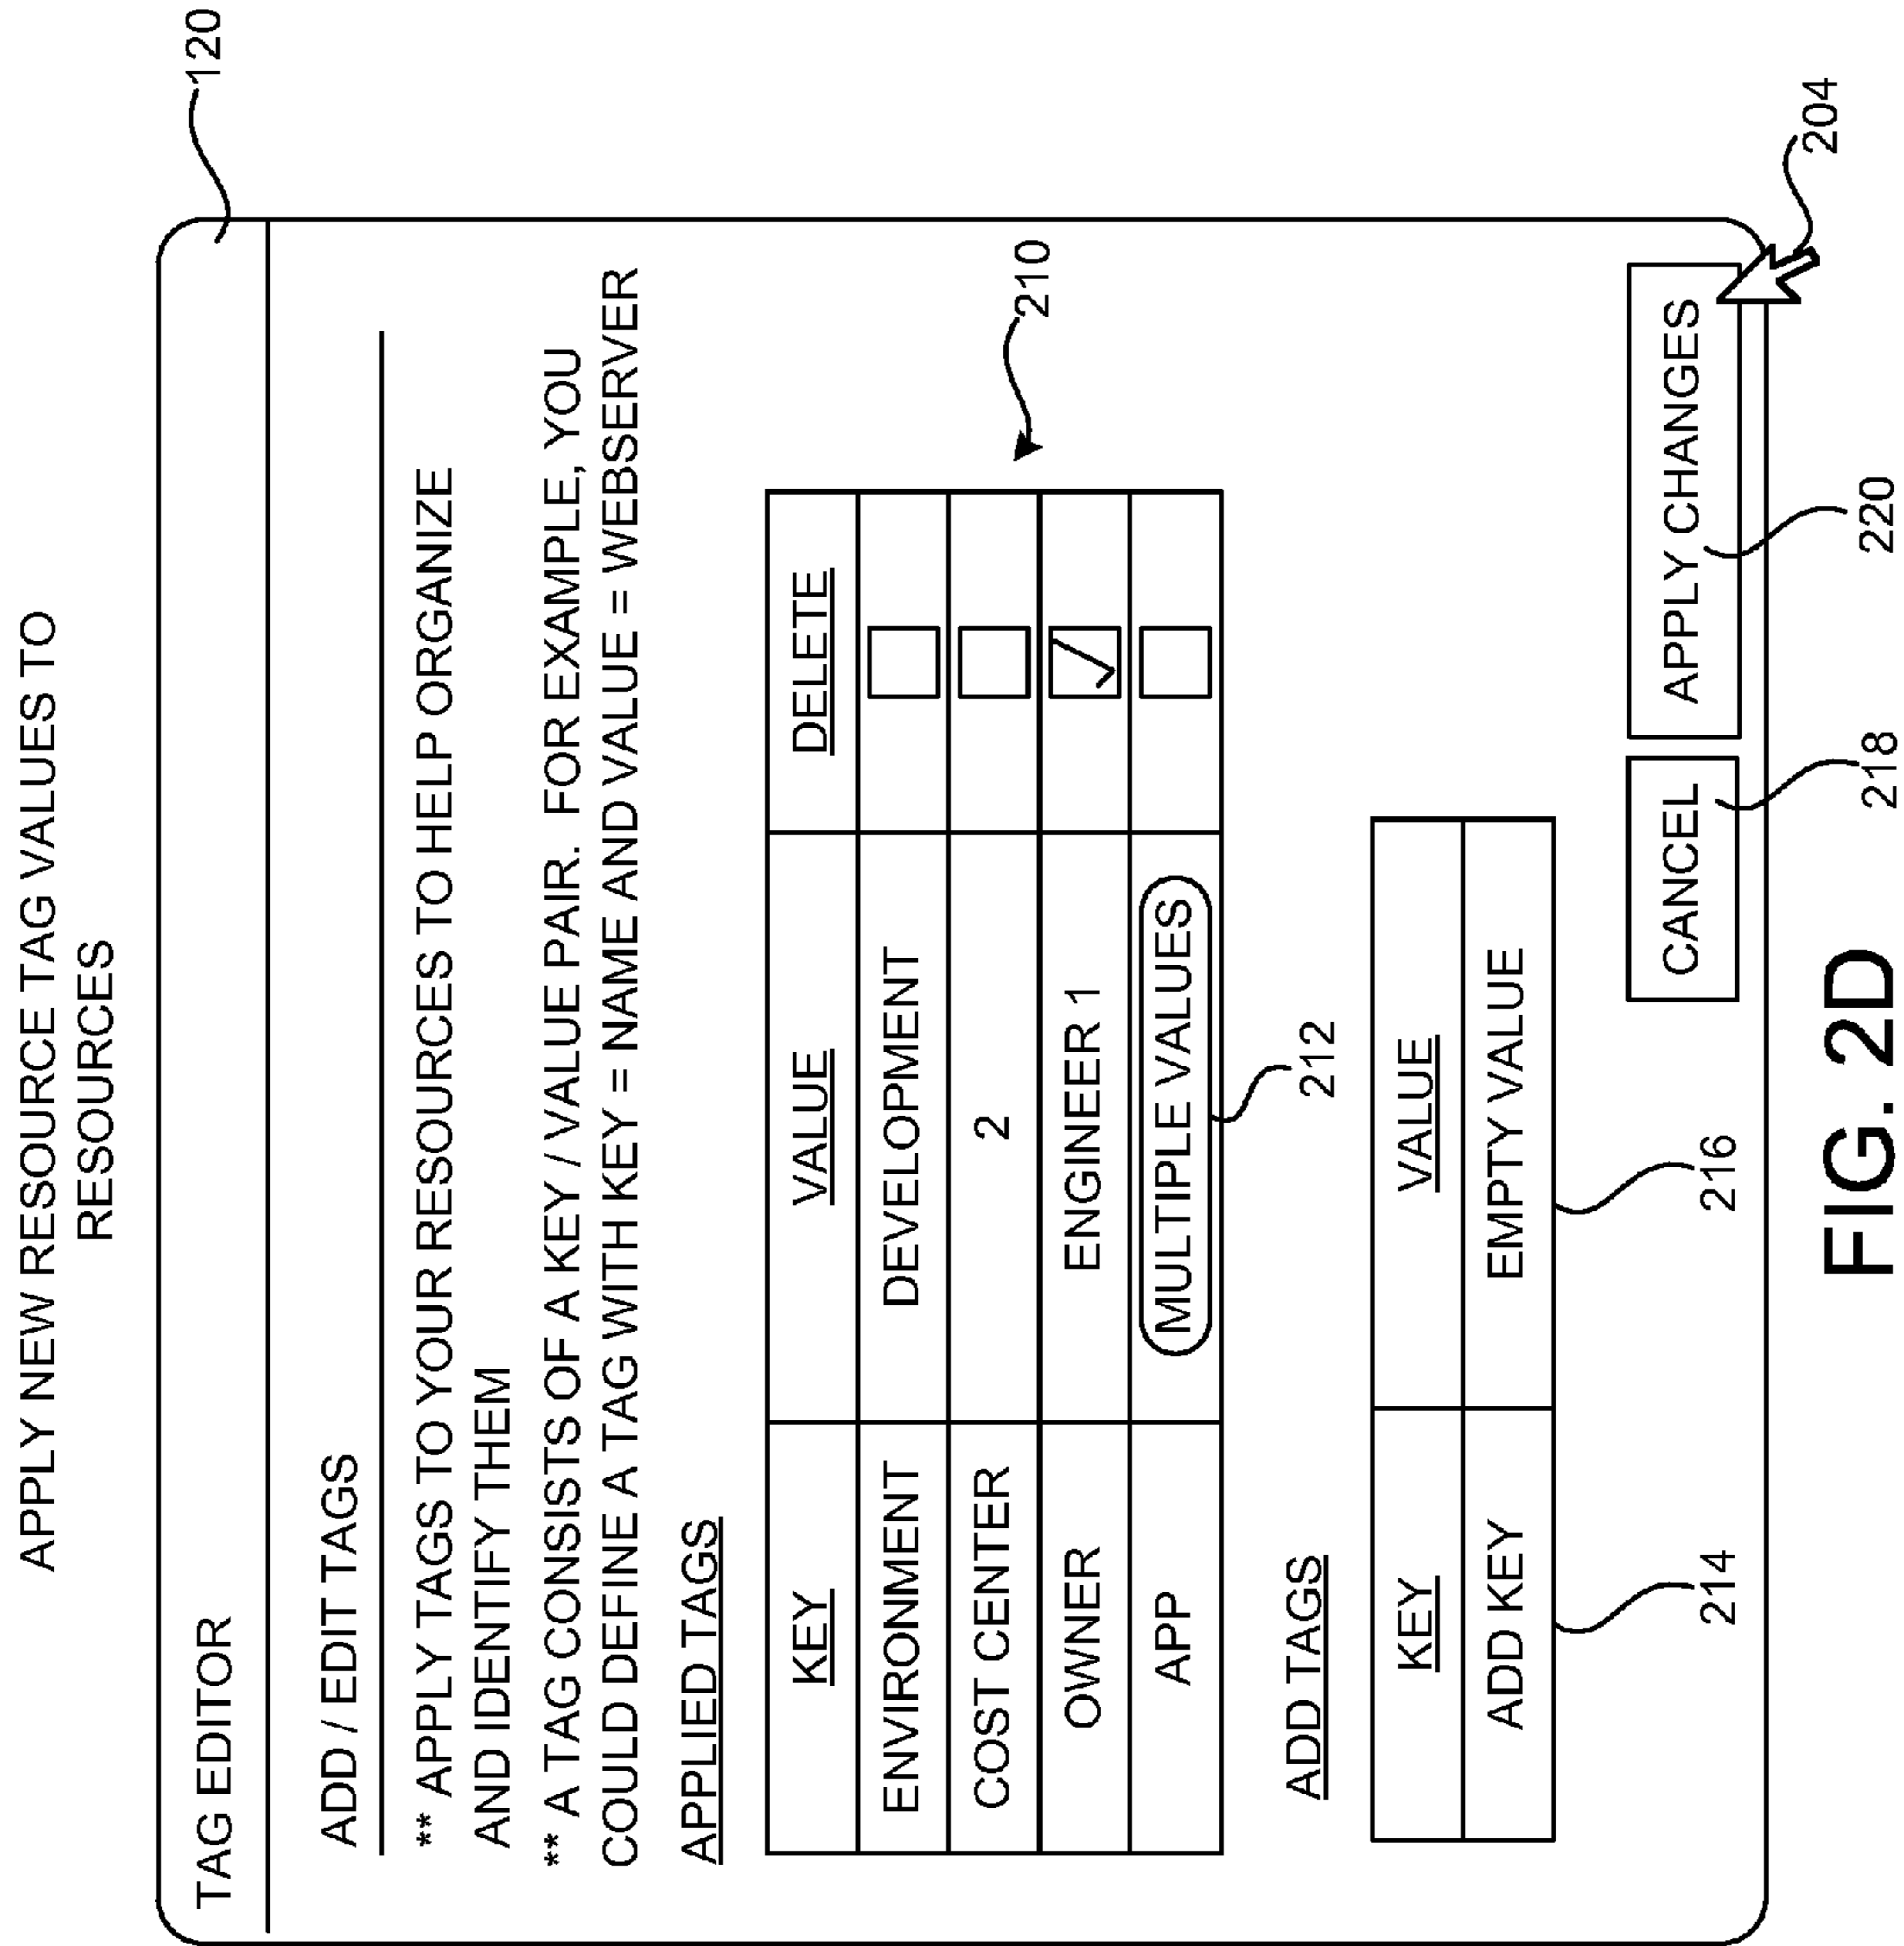 APPLY NEW RESOURCE TAG VALUES TO
RESOURCES
120
TAG EDITOR
ADD / EDIT TAGS
** APPLY TAGS TO YOUR RESOURCES TO HELP ORGANIZE
AND IDENTIFY THEM
** A TAG CONSISTS OF A KEY / VALUE PAIR. FOR EXAMPLE, YOU
COULD DEFINE A TAG WITH KEY = NAME AND VALUE = WEBSERVER
APPLIED TAGS
210
KEY VALUE DELETE
ENVIRONMENT DEVELOPMENT
COST CENTER 2
OWNER ENGINEER 1
APP MULTIPLE VALUES
212
ADD TAGS
KEY VALUE
ADD KEY EMPTY VALUE
214 216
CANCEL APPLY CHANGES
204
218 220
FIG. 2D